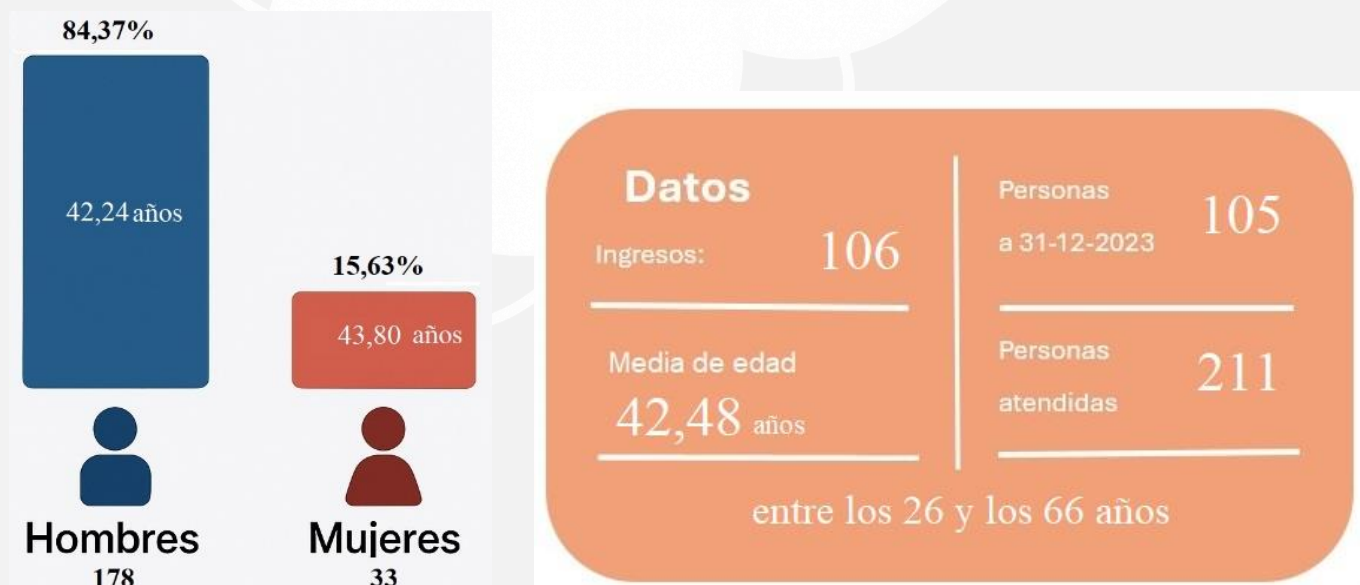 84,37%
42,24 años
15,63%
43,80 años
Hombres
178
Mujeres
33
Datos
Ingresos: 106
Media de edad
42,48 años
Personas
a 31-12-2023
105
Personas
atendidas
211
entre los 26 y los 66 años